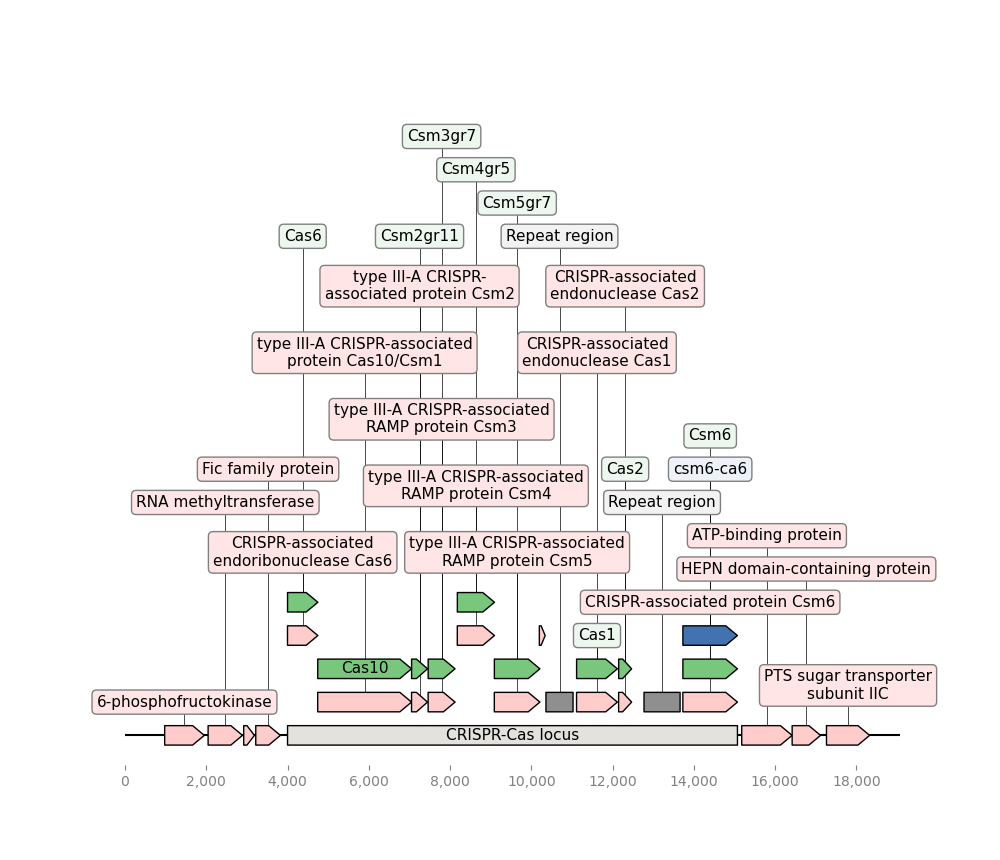 Csm3gr7
Csm4gr5
Csm5gr7
Cas6
Csm2gr11
Repeat region
type III-A CRISPR-
associated protein Csm2
CRISPR-associated
endonuclease Cas2
type III-A CRISPR-associated
protein Cas10/Csm1
CRISPR-associated
endonuclease Cas1
type III-A CRISPR-associated
RAMP protein Csm3
Csm6
Fic family protein
type III-A CRISPR-associated
RAMP protein Csm4
Cas2
csm6-ca6
RNA methyltransferase
Repeat region
CRISPR-associated
endoribonuclease Cas6
type III-A CRISPR-associated
RAMP protein Csm5
ATP-binding protein
HEPN domain-containing protein
CRISPR-associated protein Csm6
Cas1
Cas10
PTS sugar transporter
subunit IIC
6-phosphofructokinase
CRISPR-Cas locus
0
2,000
4,000
6,000
8,000
10,000
12,000
14,000
16,000
18,000